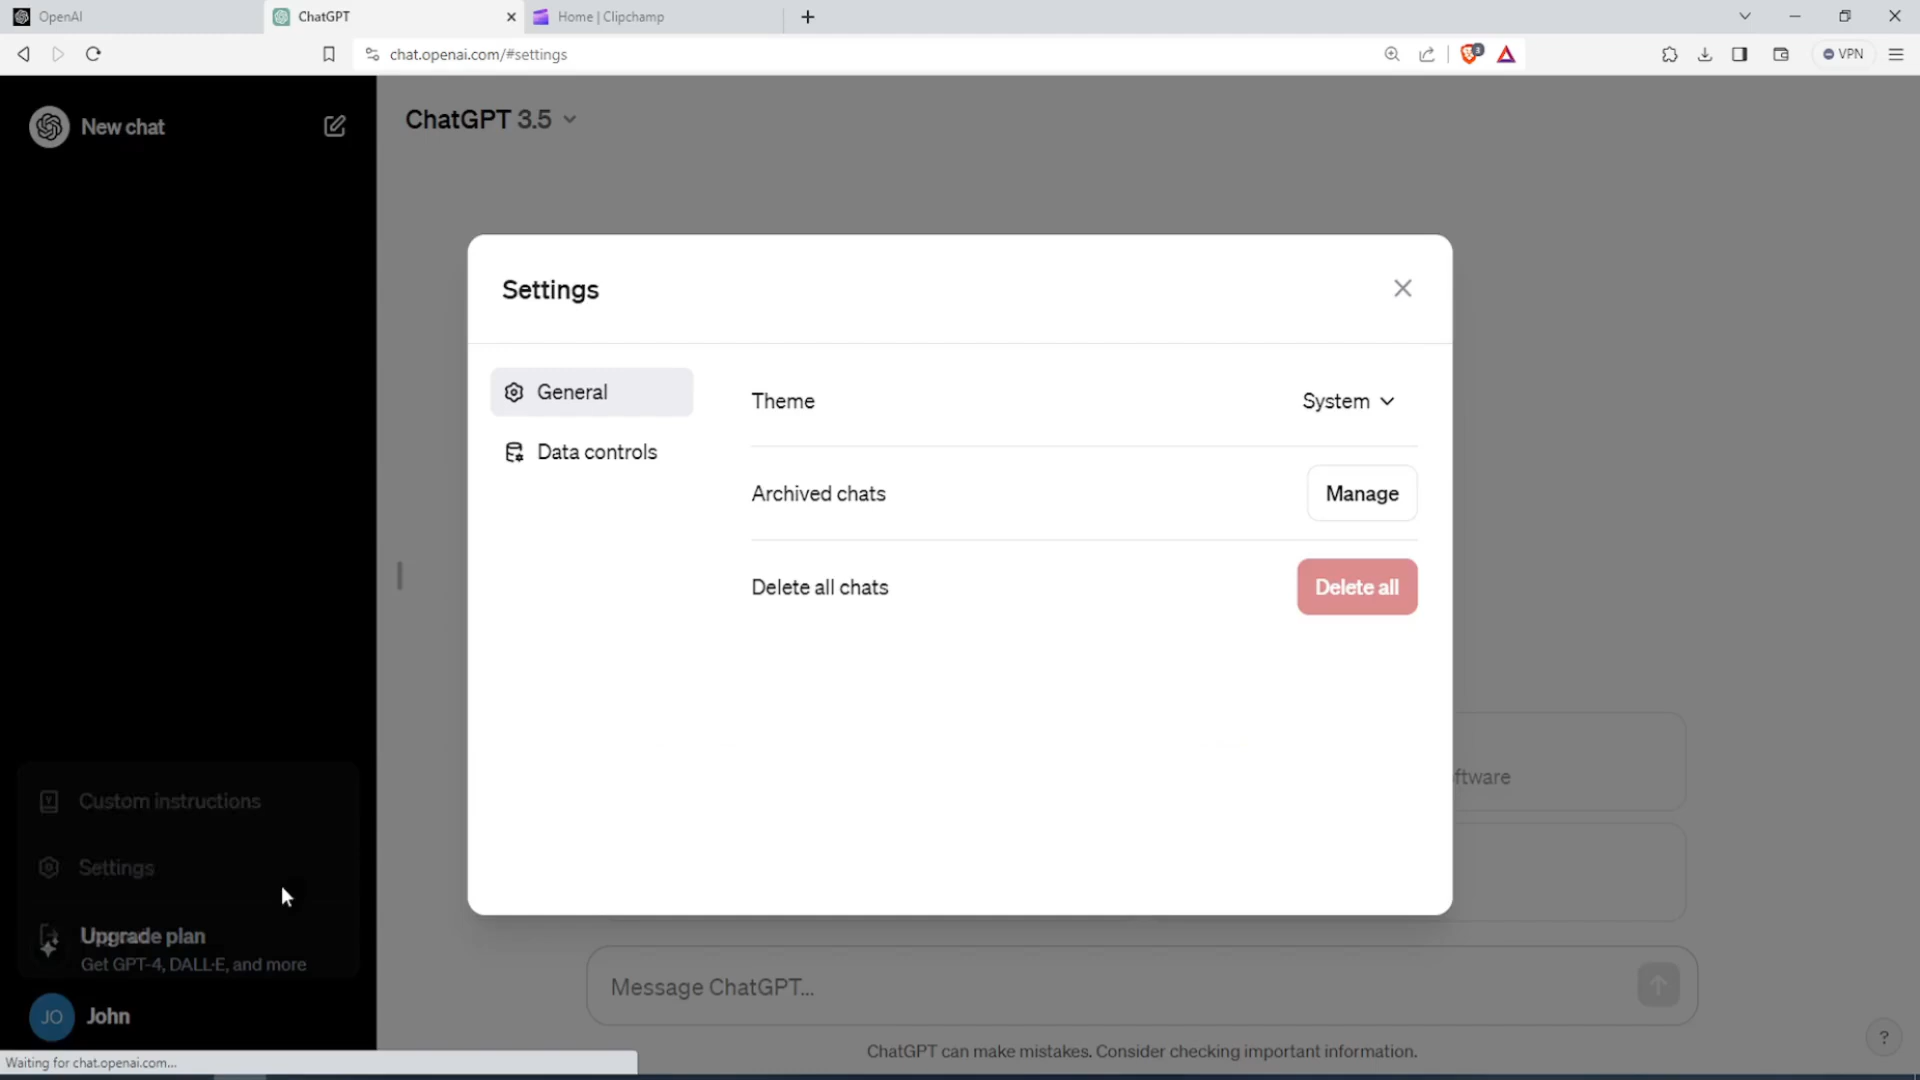 OpenAI
ChatGPT
Home | Clipchamp
chat.openai.com/#settings
3
VPN
New chat
ChatGPT 3.5
Settings
General
Theme
System
Data controls
Archived chats
Manage
Delete all chats
Delete all
ftware
Custom instructions
Settings
Upgrade plan
Get GPT-4, DALL·E, and more
Message ChatGPT...
JO John
ChatGPT can make mistakes. Consider checking important information.
?
Waiting for chat.openai.com...